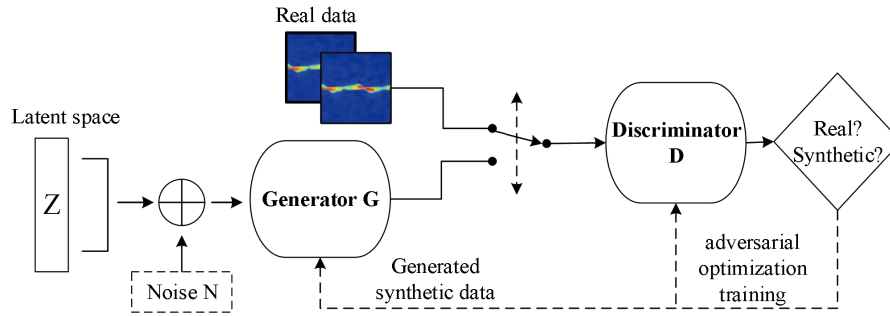 Real data
Latent space
Z
Noise N
Generator G
Discriminator
D
Real?
Synthetic?
Generated
synthetic data
adversarial
optimization
training